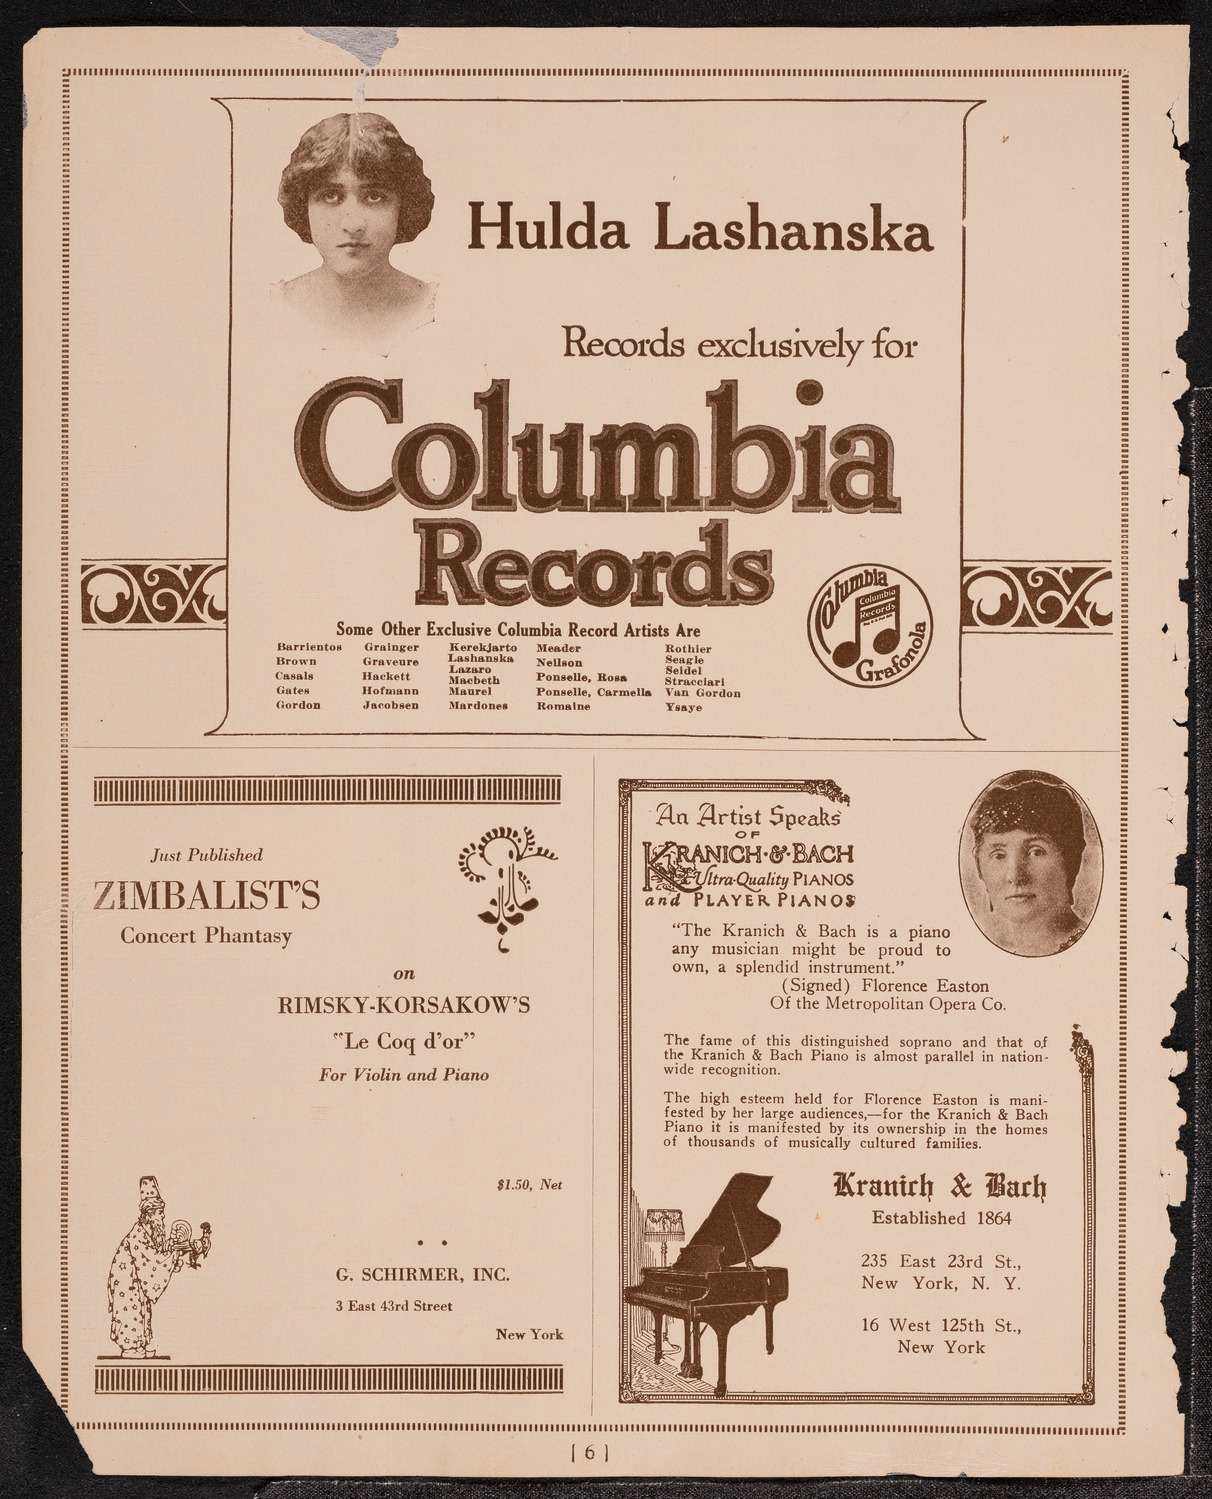 Hulda Lashanska
Records exclusively for
Columbia
Records
Columbia
Columbia
Records
Grafonola
Some Other Exclusive Columbia Record Artists Are
Barrientos
Brown
Casals
Gates
Gordon
Grainger
Graveure
Hackett
Hofmann
Jacobsen
Kerekjarto
Lashanska
Lazaro
Macbeth
Maurel
Mardones
Meader
Neilson
Ponselle, Rosa
Ponselle, Carmella
Romaine
Rothier
Seagle
Seidel
Stracciari
Van Gordon
Ysaye
Just Published
ZIMBALIST'S
Concert Phantasy
on
RIMSKY-KORSAKOW'S
"Le Coq d'or"
For Violin and Piano
$1.50, Net
G. SCHIRMER, INC.
3 East 43rd Street
New York
An Artist Speaks
OF
KRANICH·&·BACH
Ultra-Quality PIANOS
and PLAYER PIANOS
"The Kranich & Bach is a piano
any musician might be proud to
own, a splendid instrument."
(Signed) Florence Easton
Of the Metropolitan Opera Co.
The fame of this distinguished soprano and that of
the Kranich & Bach Piano is almost parallel in nation-
wide recognition.
The high esteem held for Florence Easton is mani-
fested by her large audiences,—for the Kranich & Bach
Piano it is manifested by its ownership in the homes
of thousands of musically cultured families.
Kranich & Bach
Established 1864
235 East 23rd St.,
New York, N. Y.
16 West 125th St.,
New York
[ 6 ]